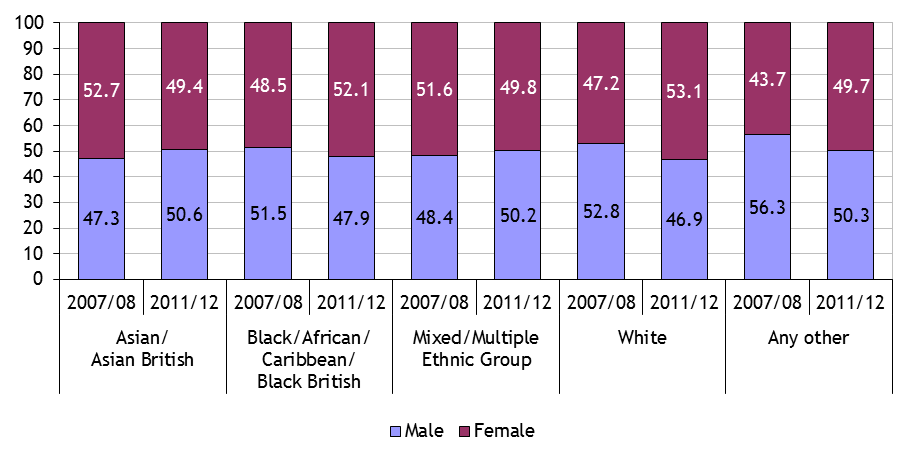 100
90
80
70
60
50
40
30
20
10
0
52.7 49.4 48.5 52.1 51.6 49.8 47.2 53.1 43.7 49.7
47.3 50.6 51.5 47.9 48.4 50.2 52.8 46.9 56.3 50.3
2007/08 2011/12 2007/08 2011/12 2007/08 2011/12 2007/08 2011/12 2007/08 2011/12
Asian/
Asian British
Black/African/
Caribbean/
Black British
Mixed/Multiple
Ethnic Group
White
Any other
Male Female